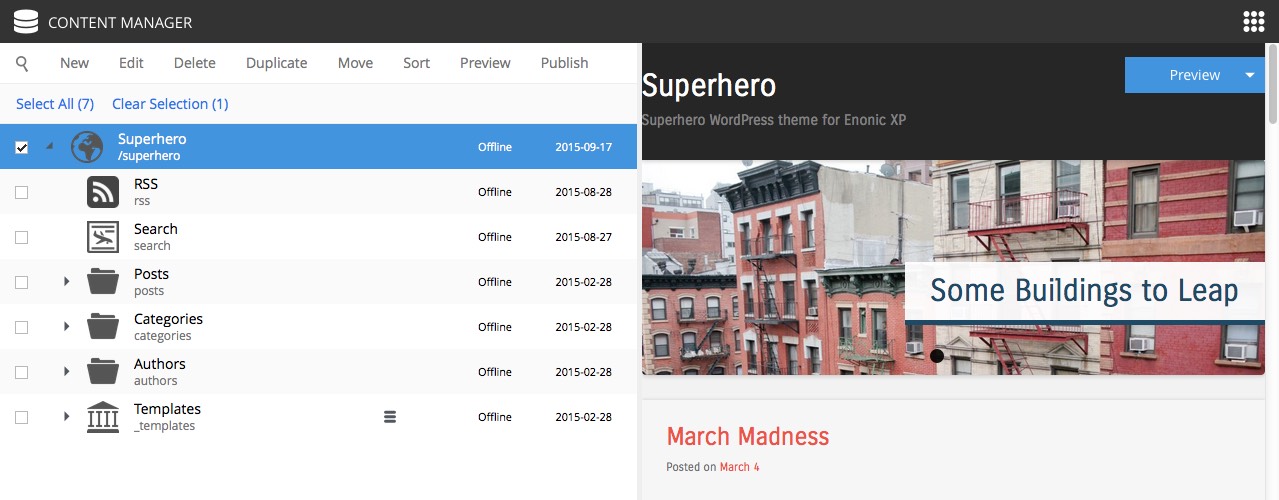 CONTENT MANAGER
New Edit Delete Duplicate Move Sort Preview Publish
Select All (7) Clear Selection (1)
Superhero
/superhero
Offline 2015-09-17
RSS
rss
Offline 2015-08-28
Search
search
Offline 2015-08-27
Posts
posts
Offline 2015-02-28
Categories
categories
Offline 2015-02-28
Authors
authors
Offline 2015-02-28
Templates
_templates
Offline 2015-02-28
Superhero
Superhero WordPress theme for Enonic XP
Preview
Some Buildings to Leap
March Madness
Posted on March 4